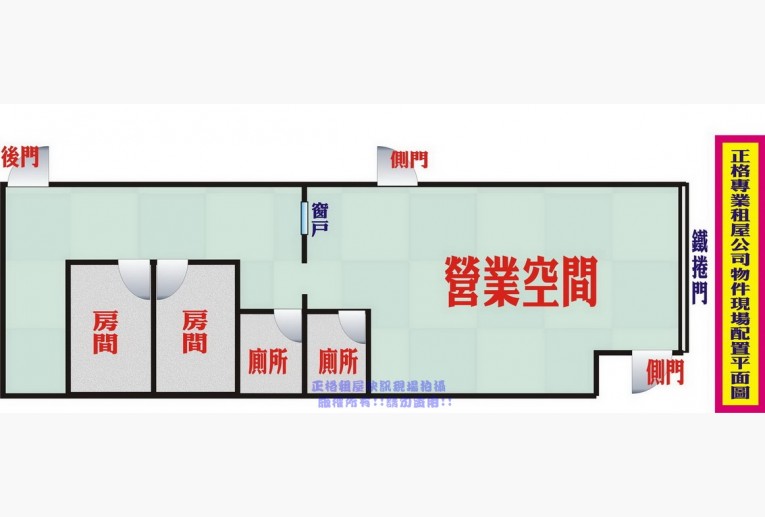 後門
側門
窗戶
營業空間
鐵捲門
房間
房間
廁所
廁所
側門
正格租屋快訊現場拍攝
版權所有::請勿盜用::
正格專業租屋公司物件現場配置平面圖